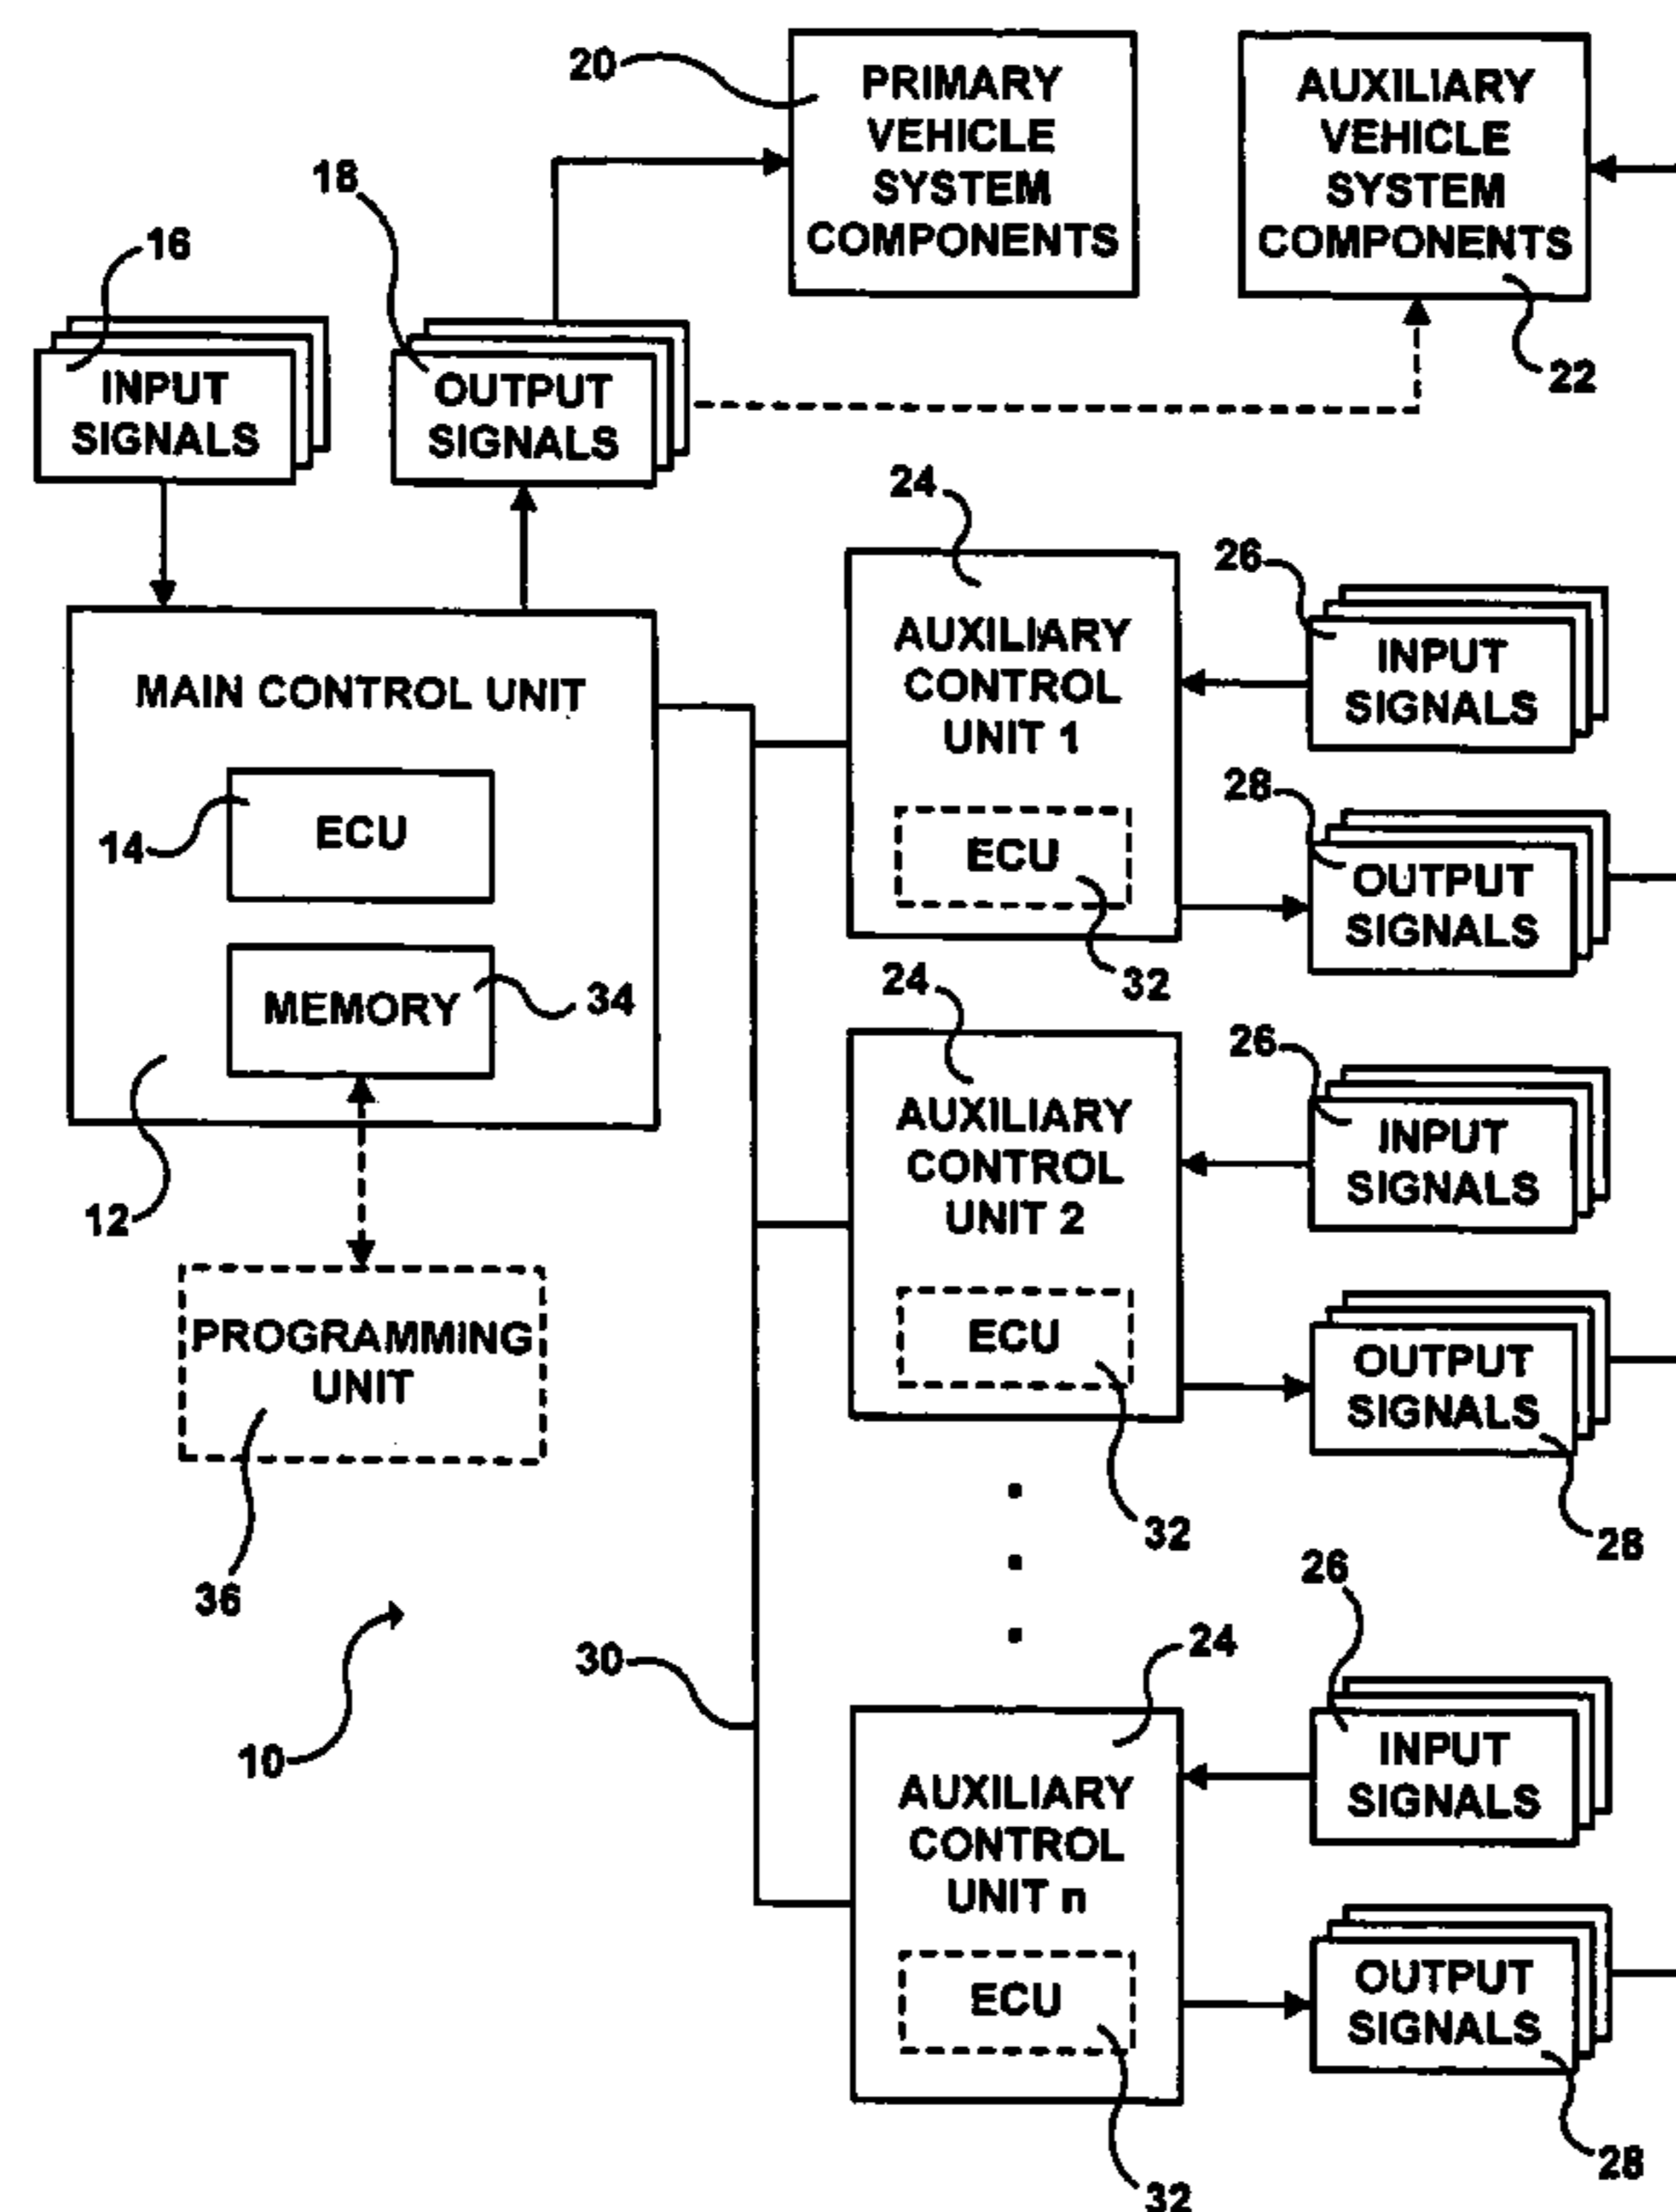 20
PRIMARY
VEHICLE
SYSTEM
COMPONENTS
AUXILIARY
VEHICLE
SYSTEM
COMPONENTS
22
18
16
INPUT
SIGNALS
OUTPUT
SIGNALS
MAIN CONTROL UNIT
14
ECU
MEMORY
34
12
PROGRAMMING
UNIT
36
10
30
24
AUXILIARY
CONTROL
UNIT 1
ECU
32
26
INPUT
SIGNALS
28
OUTPUT
SIGNALS
24
AUXILIARY
CONTROL
UNIT 2
ECU
32
26
INPUT
SIGNALS
OUTPUT
SIGNALS
28
24
AUXILIARY
CONTROL
UNIT n
ECU
32
26
INPUT
SIGNALS
OUTPUT
SIGNALS
28